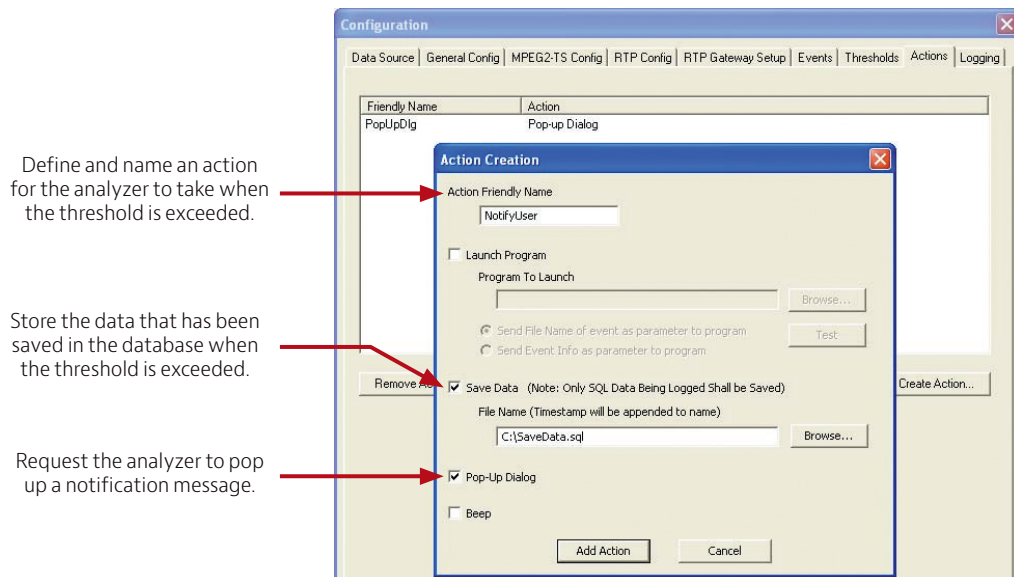 Configuration
Data Source General Config MPEG2-TS Config RTP Config RTP Gateway Setup Events Thresholds Actions Logging
Friendly Name Action
PopUpDlg Pop-up Dialog
Define and name an action
for the analyzer to take when
the threshold is exceeded.
Action Creation
Action Friendly Name
NotifyUser
Launch Program
Program To Launch
Browse...
Send File Name of event as parameter to program
Send Event Info as parameter to program
Test
Store the data that has been
saved in the database when
the threshold is exceeded.
Remove Ac
Create Action...
Save Data (Note: Only SQL Data Being Logged Shall be Saved)
File Name (Timestamp will be appended to name)
C:\SaveData.sql
Browse...
Request the analyzer to pop
up a notification message.
Pop-Up Dialog
Beep
Add Action Cancel